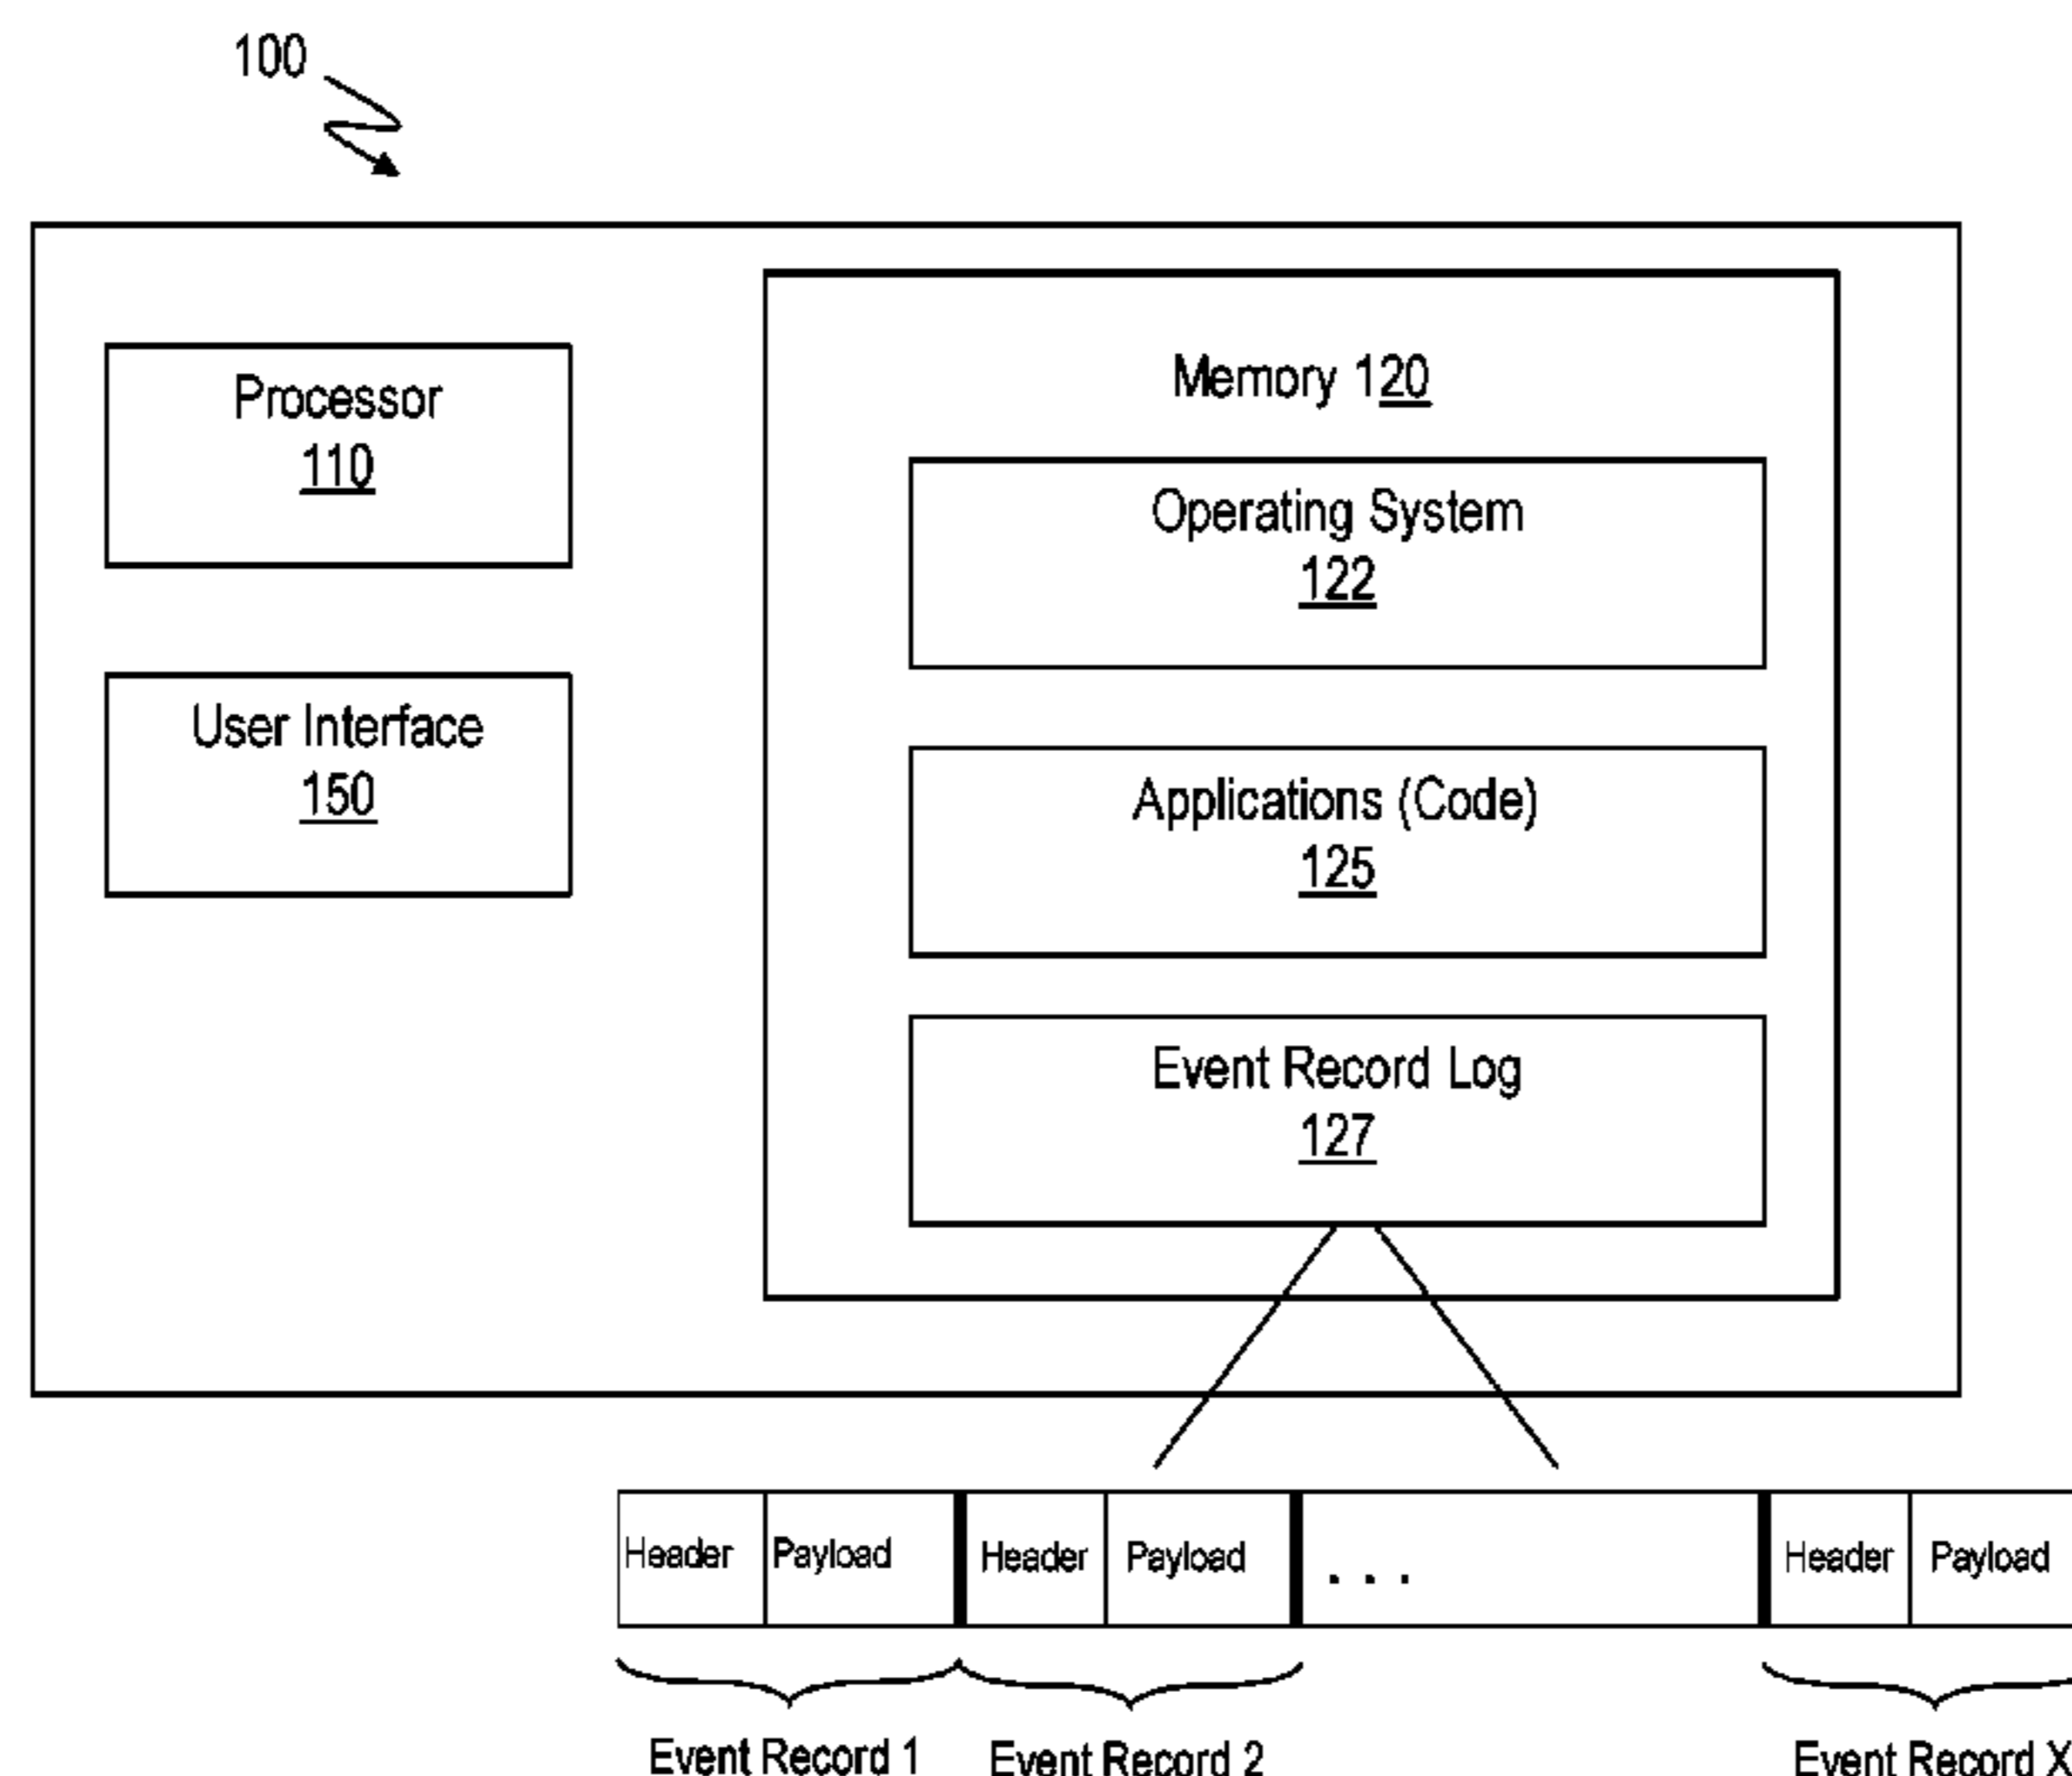 100
Processor
110
User Interface
150
Memory 120
Operating System
122
Applications (Code)
125
Event Record Log
127
Header Payload Header Payload . . . Header Payload
Event Record 1 Event Record 2 Event Record X